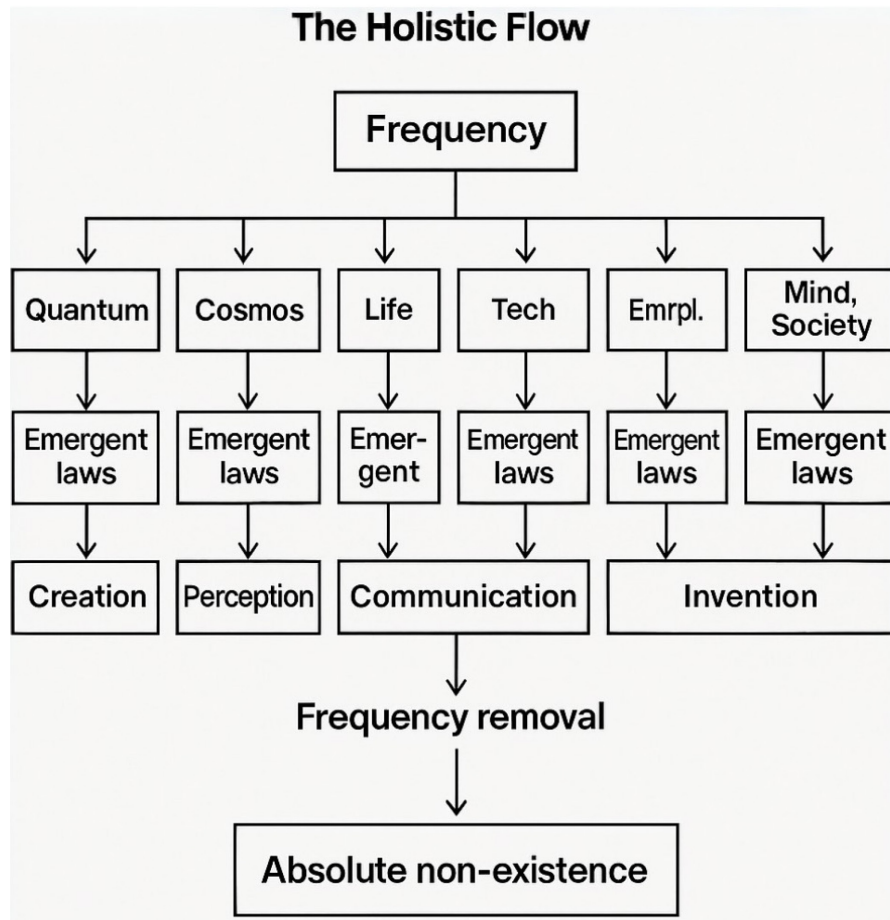 The Holistic Flow
Frequency
Quantum
Cosmos
Life
Tech
Emrpl.
Mind,
Society
Emergent
laws
Emergent
laws
Emer-
gent
Emergent
laws
Emergent
laws
Emergent
laws
Creation
Perception
Communication
Invention
Frequency removal
Absolute non-existence